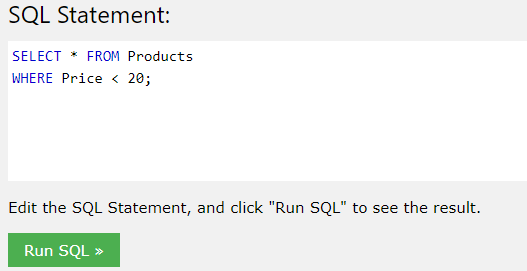 SQL Statement:
SELECT * FROM Products
WHERE Price < 20;
Edit the SQL Statement, and click "Run SQL" to see the result.
Run SQL »